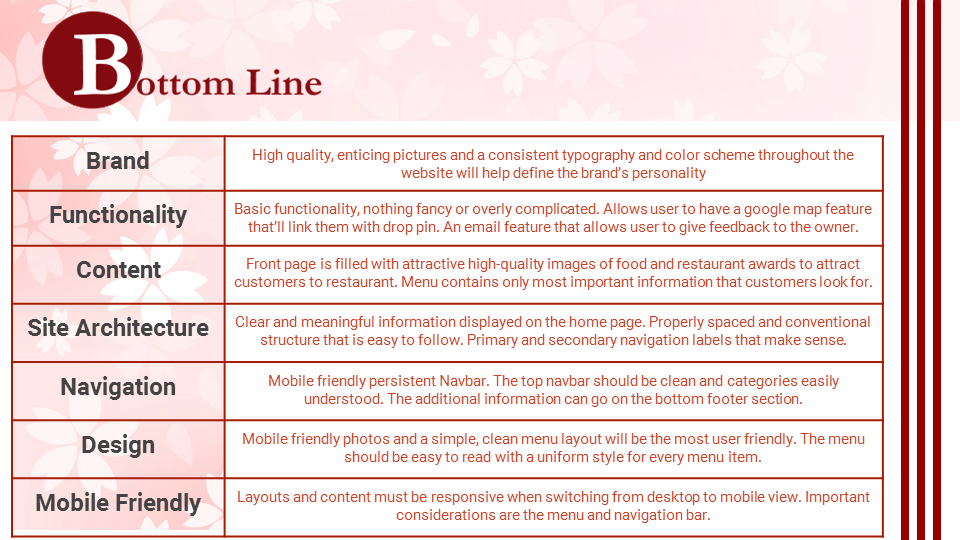 Bottom Line
Brand
High quality, enticing pictures and a consistent typography and color scheme throughout the
website will help define the brand’s personality
Functionality
Basic functionality, nothing fancy or overly complicated. Allows user to have a google map feature
that’ll link them with drop pin. An email feature that allows user to give feedback to the owner.
Content
Front page is filled with attractive high-quality images of food and restaurant awards to attract
customers to restaurant. Menu contains only most important information that customers look for.
Site Architecture
Clear and meaningful information displayed on the home page. Properly spaced and conventional
structure that is easy to follow. Primary and secondary navigation labels that make sense.
Navigation
Mobile friendly persistent Navbar. The top navbar should be clean and categories easily
understood. The additional information can go on the bottom footer section.
Design
Mobile friendly photos and a simple, clean menu layout will be the most user friendly. The menu
should be easy to read with a uniform style for every menu item.
Mobile Friendly
Layouts and content must be responsive when switching from desktop to mobile view. Important
considerations are the menu and navigation bar.